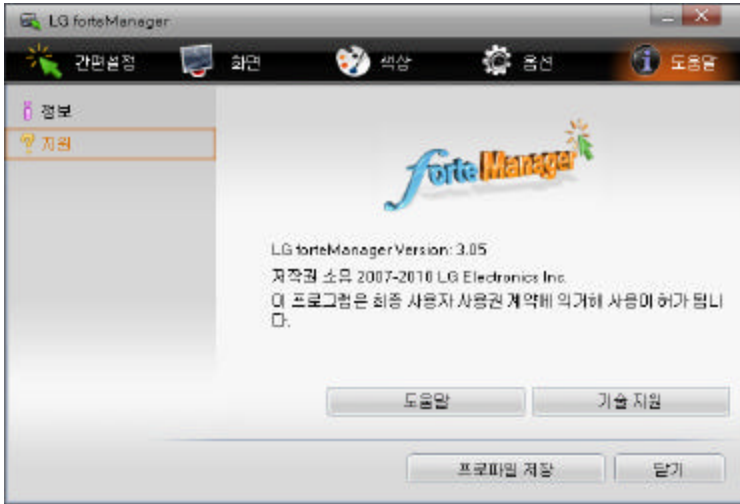 LG forteManager
간편설정
화면
색상
옵션
도움말
정보
지원
forteManager
LG forteManager Version: 3.05
저작권 소유 2007-2010 LG Electronics Inc.
이 프로그램은 최종 사용자 사용권 계약에 의거해 사용이 허가 됩니
다.
도움말
기술 지원
프로파일 저장
닫기